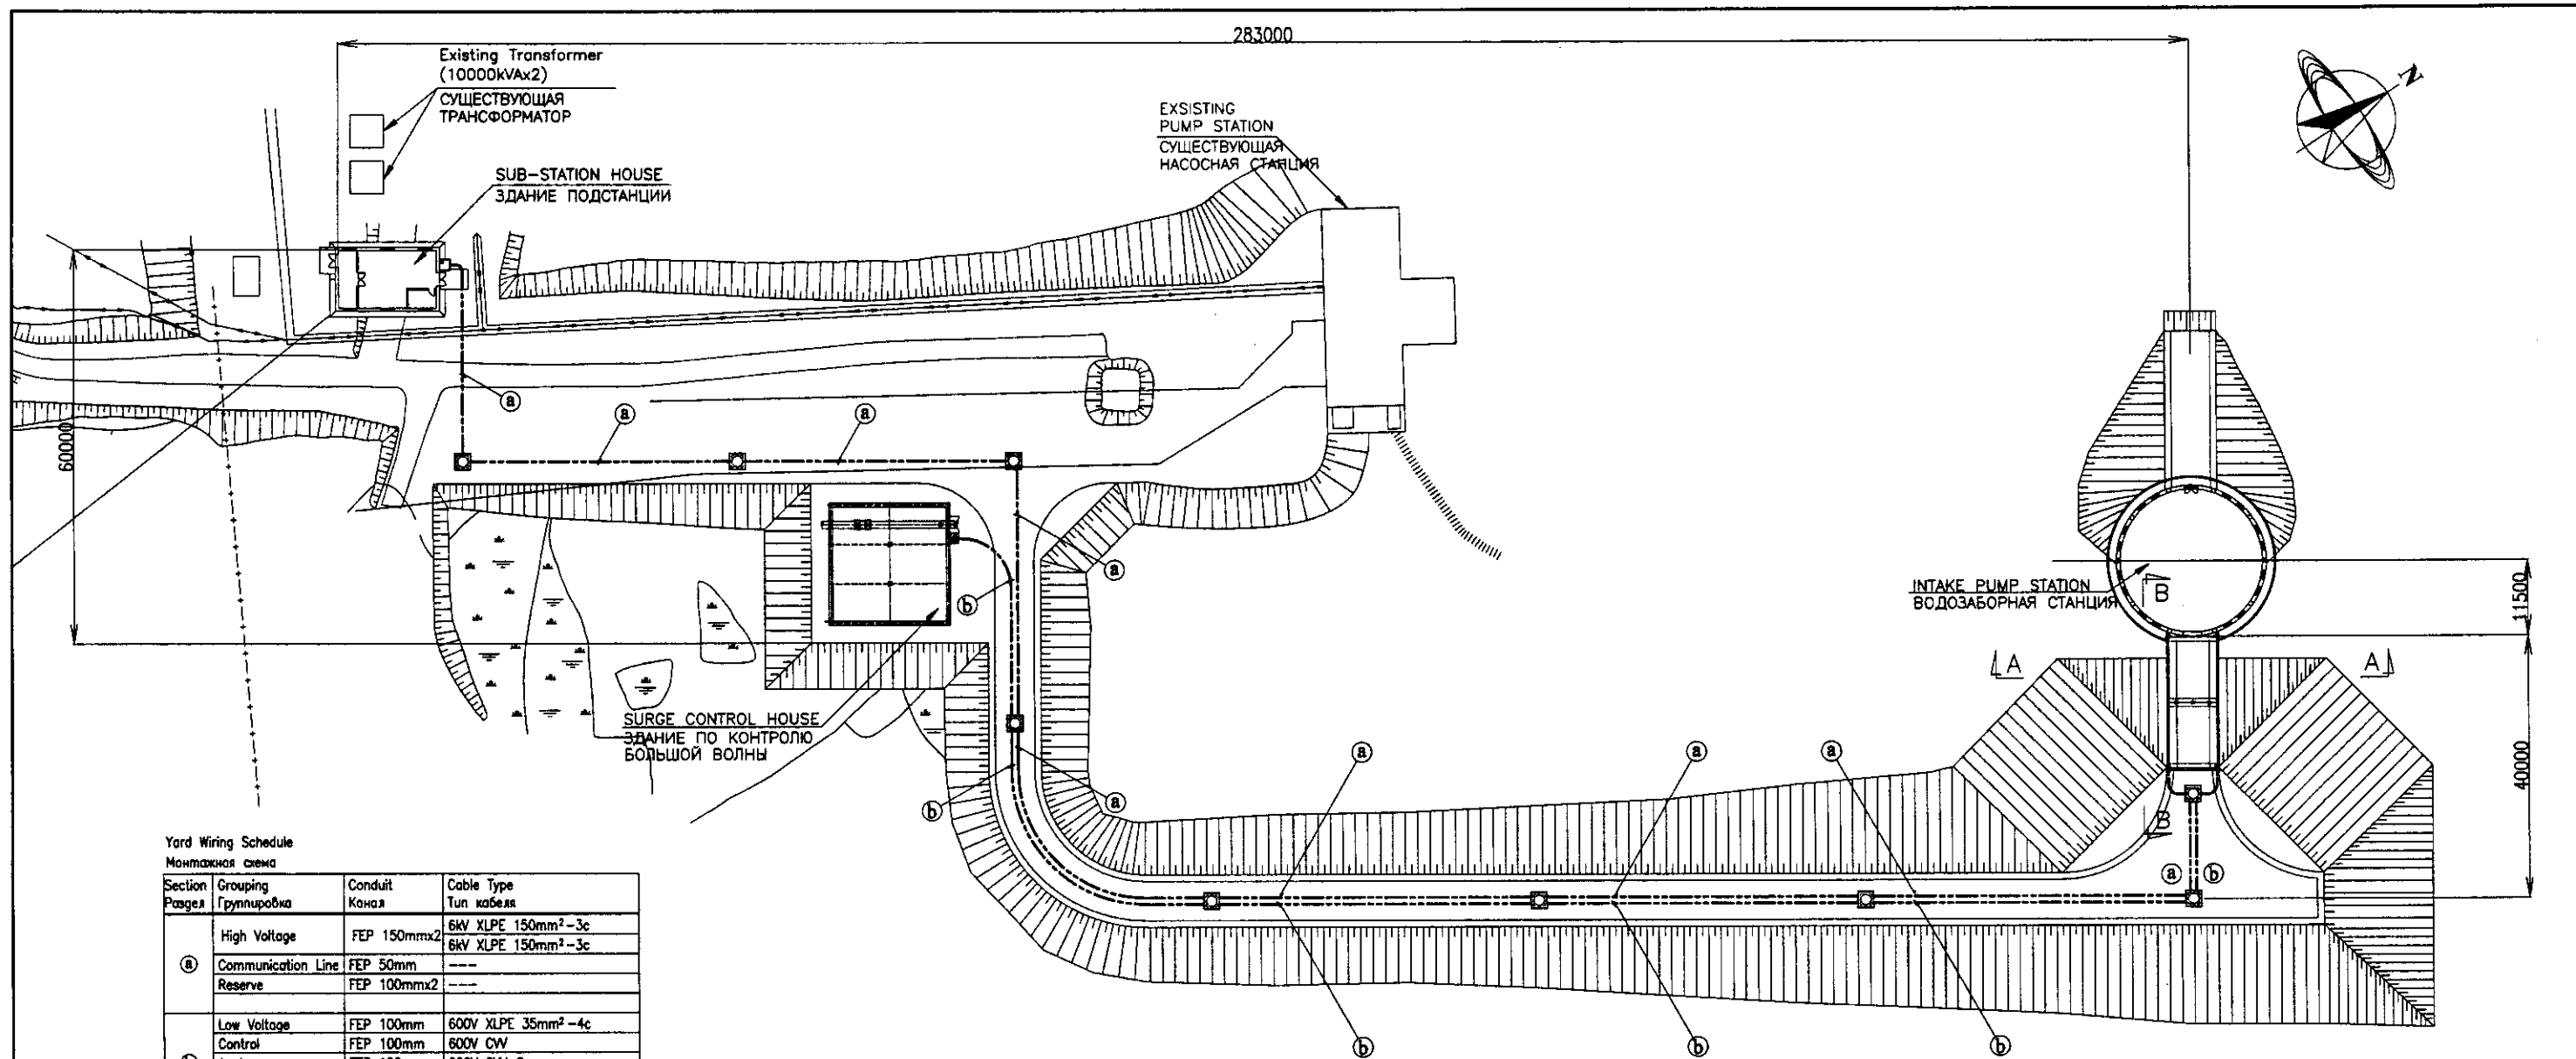 283000
Existing Transformer
(10000kVAx2)
СУЩЕСТВУЮЩАЯ
ТРАНСФОРМАТОР
N
EXSISTING
PUMP STATION
СУЩЕСТВУЮЩАЯ
НАСОСНАЯ СТАНЦИЯ
SUB-STATION HOUSE
ЗДАНИЕ ПОДСТАНЦИИ
a
a
a
60000
a
b
INTAKE PUMP STATION
ВОДОЗАБОРНАЯ СТАНЦИЯ
B
11500
A
A
SURGE CONTROL HOUSE
ЗДАНИЕ ПО КОНТРОЛЮ
БОЛЬШОЙ ВОЛНЫ
a
a
a
40000
b
a
B
a
b
b
b
b
Yard Wiring Schedule
Монтажная схема
Section Grouping Conduit Cable Type
Раздел Группировка Канал Тип кабеля
a
High Voltage FEP 150mmx2 6kV XLPE 150mm²-3c
6kV XLPE 150mm²-3c
Communication Line FEP 50mm ---
Reserve FEP 100mmx2 ---
Low Voltage FEP 100mm 600V XLPE 35mm²-4c
Control FEP 100mm 600V CVV